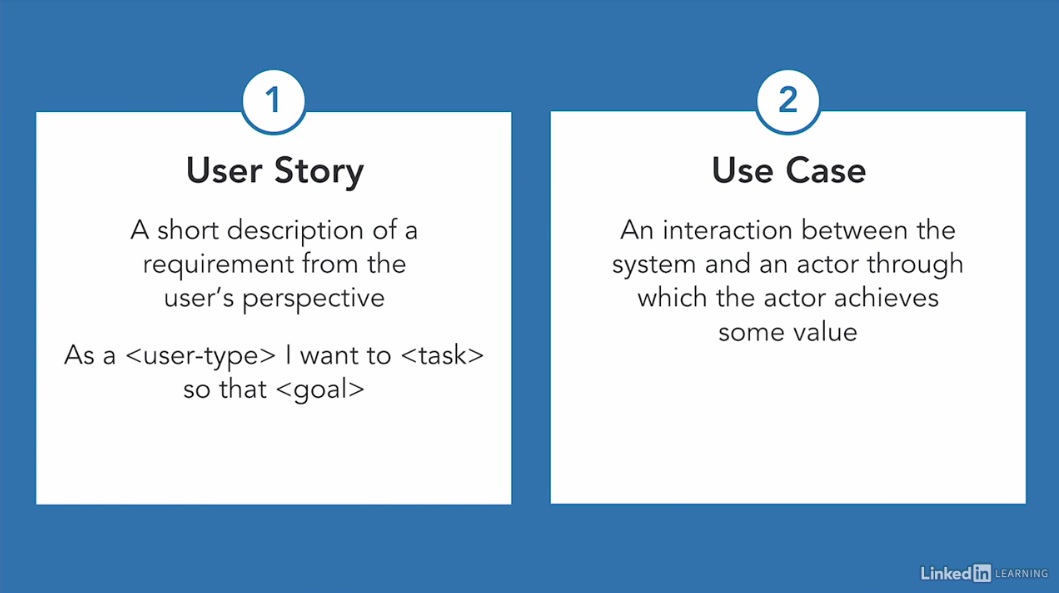 1
User Story
A short description of a
requirement from the
user's perspective
As a <user-type> I want to <task>
so that <goal>
2
Use Case
An interaction between the
system and an actor through
which the actor achieves
some value
Linked in LEARNING